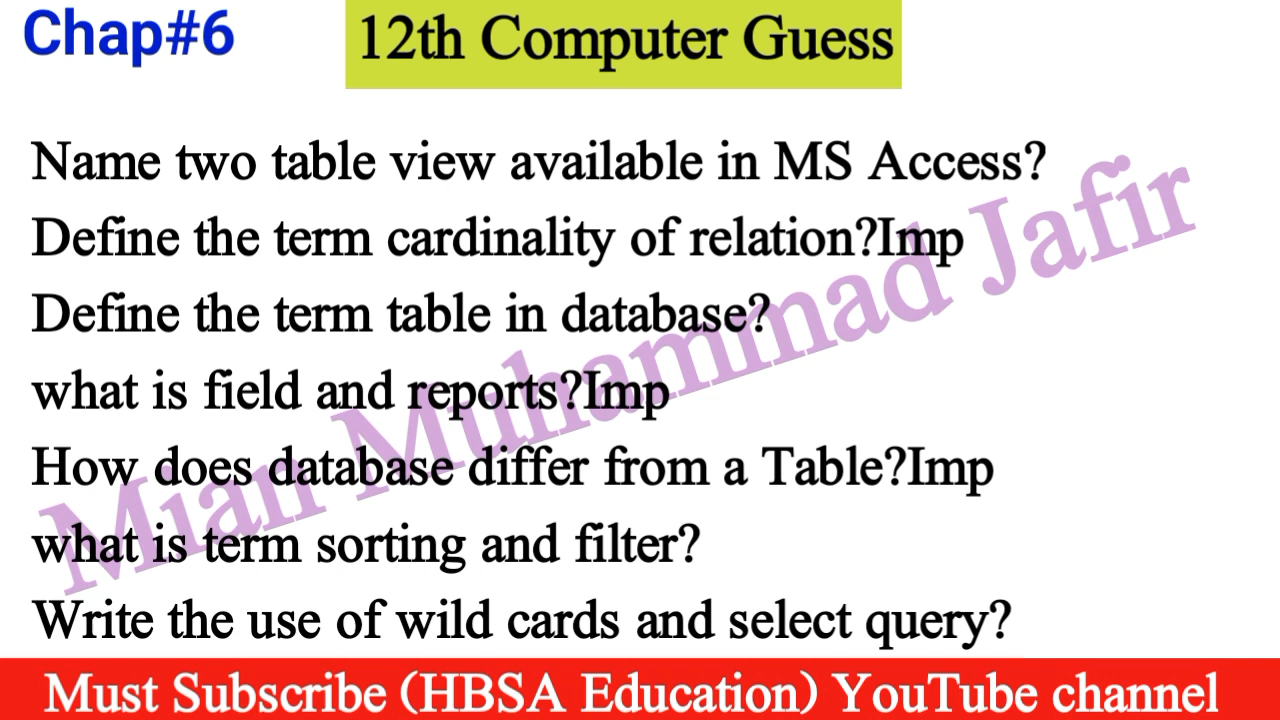 Chap#6
12th Computer Guess
Name two table view available in MS Access?
Define the term cardinality of relation?Imp
Define the term table in database?
what is field and reports?Imp
How does database differ from a Table?Imp
what is term sorting and filter?
Write the use of wild cards and select query?
Mian Muhammad Jafir
Must Subscribe (HBSA Education) YouTube channel